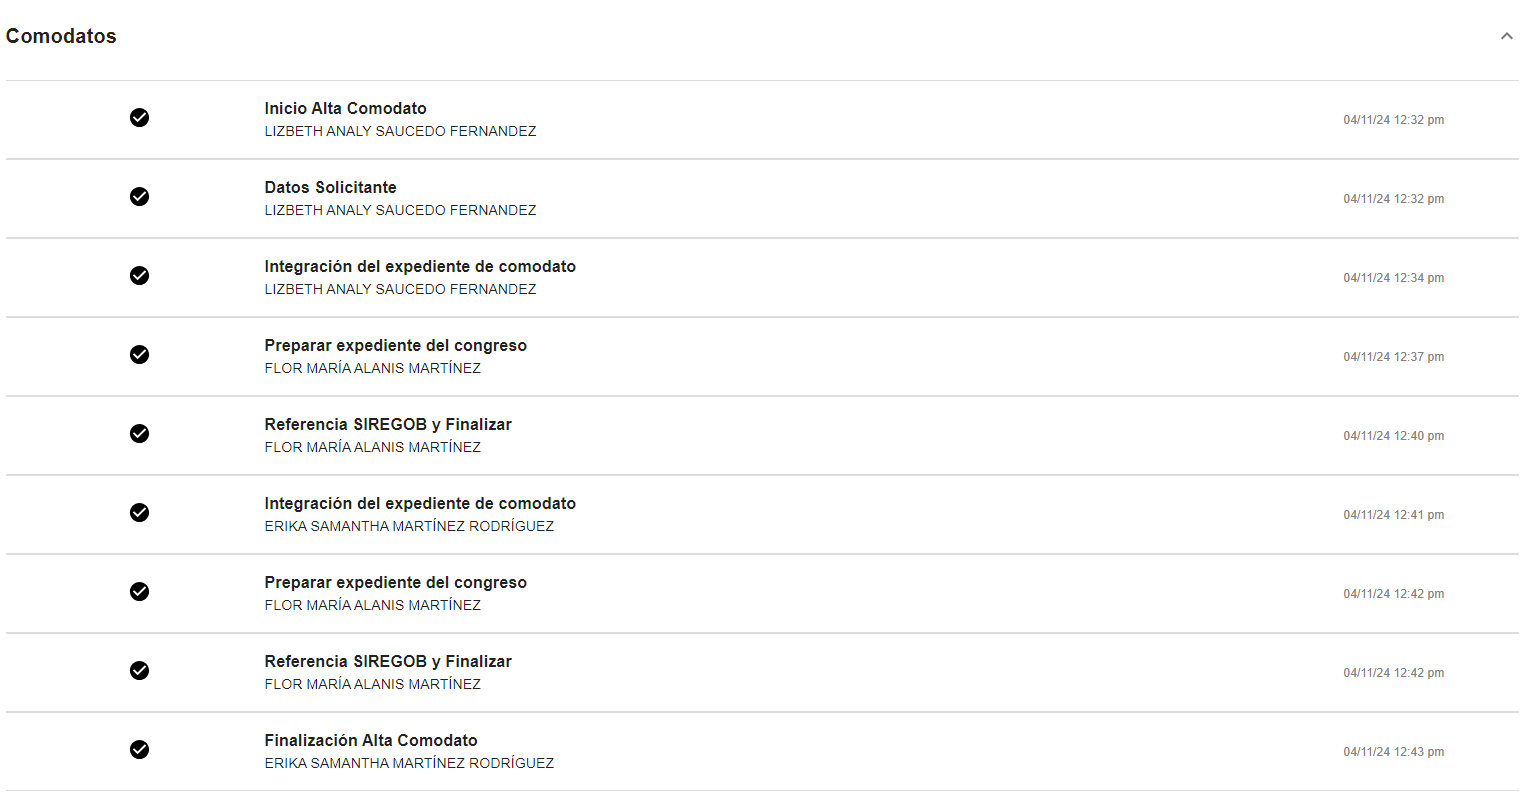 Comodatos
Inicio Alta Comodato
LIZBETH ANALY SAUCEDO FERNANDEZ
04/11/24 12:32 pm
Datos Solicitante
LIZBETH ANALY SAUCEDO FERNANDEZ
04/11/24 12:32 pm
Integración del expediente de comodato
LIZBETH ANALY SAUCEDO FERNANDEZ
04/11/24 12:34 pm
Preparar expediente del congreso
FLOR MARÍA ALANIS MARTÍNEZ
04/11/24 12:37 pm
Referencia SIREGOB y Finalizar
FLOR MARÍA ALANIS MARTÍNEZ
04/11/24 12:40 pm
Integración del expediente de comodato
ERIKA SAMANTHA MARTÍNEZ RODRÍGUEZ
04/11/24 12:41 pm
Preparar expediente del congreso
FLOR MARÍA ALANIS MARTÍNEZ
04/11/24 12:42 pm
Referencia SIREGOB y Finalizar
FLOR MARÍA ALANIS MARTÍNEZ
04/11/24 12:42 pm
Finalización Alta Comodato
ERIKA SAMANTHA MARTÍNEZ RODRÍGUEZ
04/11/24 12:43 pm